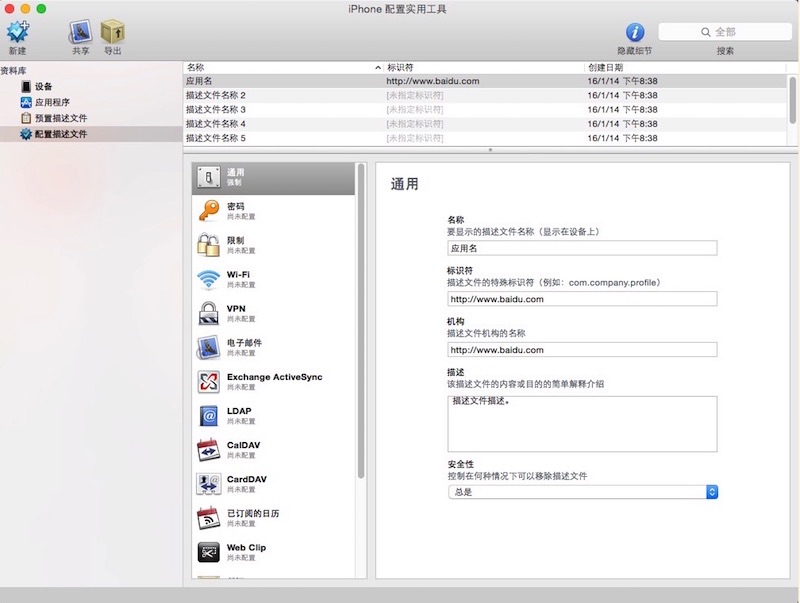 iPhone 配置实用工具
新建
共享
导出
隐藏细节
全部
搜索
资料库
设备
应用程序
预置描述文件
配置描述文件
名称 标识符 创建日期
应用名 http://www.baidu.com 16/1/14 下午8:38
描述文件名称 2 [未指定标识符] 16/1/14 下午8:38
描述文件名称 3 [未指定标识符] 16/1/14 下午8:38
描述文件名称 4 [未指定标识符] 16/1/14 下午8:38
描述文件名称 5 [未指定标识符] 16/1/14 下午8:38
通用
强制
密码
尚未配置
限制
尚未配置
Wi-Fi
尚未配置
VPN
尚未配置
电子邮件
尚未配置
Exchange ActiveSync
尚未配置
LDAP
尚未配置
CalDAV
尚未配置
CardDAV
尚未配置
已订阅的日历
尚未配置
Web Clip
尚未配置
通用
名称
要显示的描述文件名称（显示在设备上）
应用名
标识符
描述文件的特殊标识符（例如：com.company.profile）
http://www.baidu.com
机构
描述文件机构的名称
http://www.baidu.com
描述
该描述文件的内容或目的的简单解释介绍
描述文件描述。
安全性
控制在何种情况下可以移除描述文件
总是